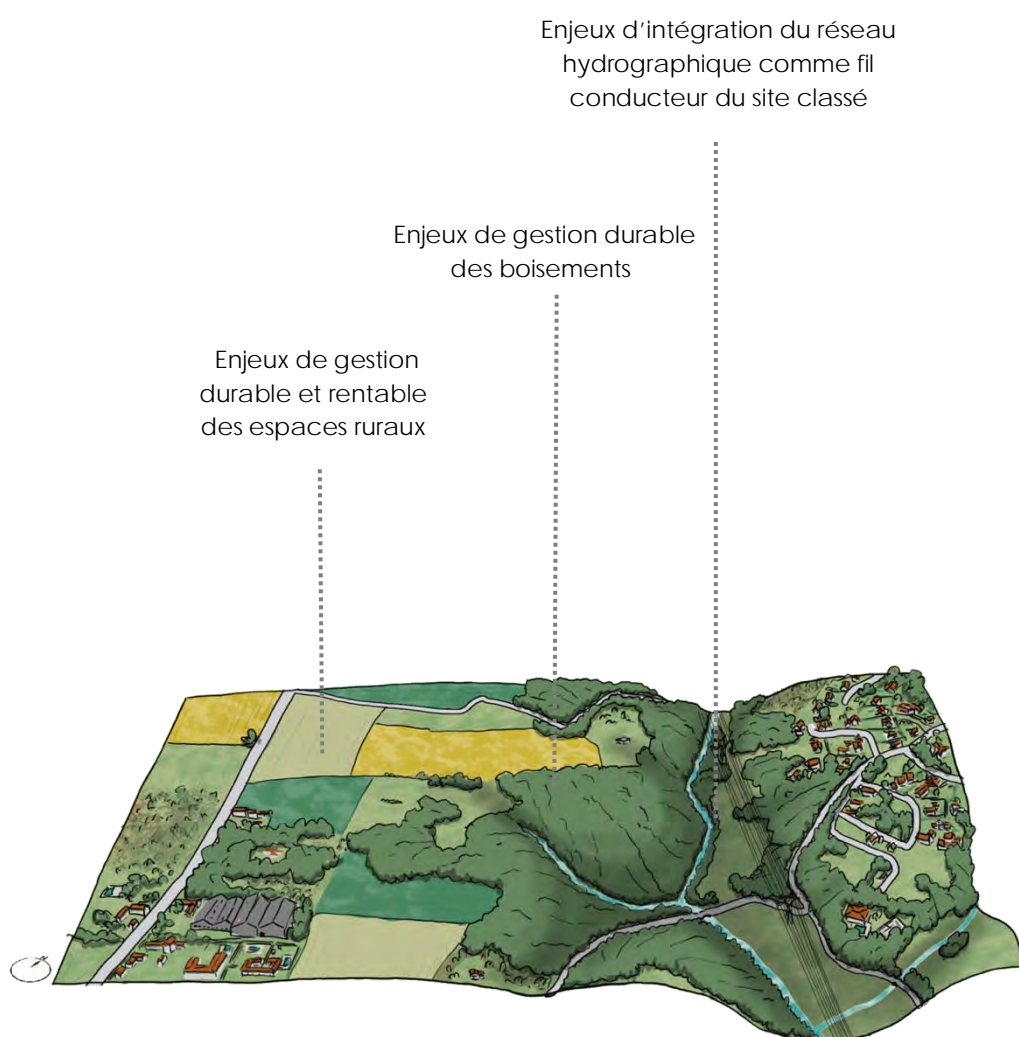 Enjeux d'intégration du réseau
hydrographique comme fil
conducteur du site classé
Enjeux de gestion durable
des boisements
Enjeux de gestion
durable et rentable
des espaces ruraux